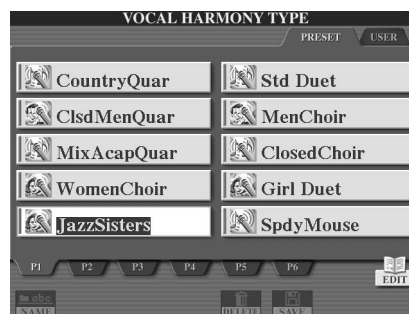 VOCAL HARMONY TYPE
PRESET USER
CountryQuar Std Duet
ClsdMenQuar MenChoir
MixAcapQuar ClosedChoir
WomenChoir Girl Duet
JazzSisters SpdyMouse
P1 P2 P3 P4 P5 P6
EDIT
abc
NAME DELETE SAVE